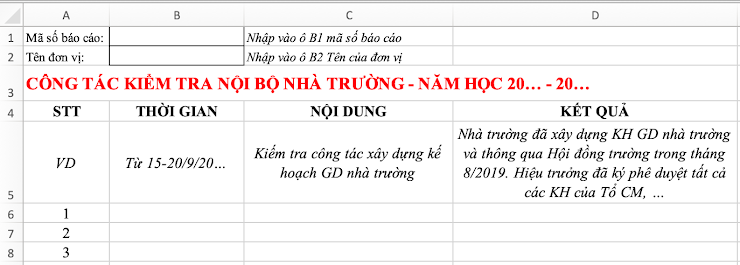 A B C D
1 Mã số báo cáo: Nhập vào ô B1 mã số báo cáo
2 Tên đơn vị: Nhập vào ô B2 Tên của đơn vị
3 CÔNG TÁC KIỂM TRA NỘI BỘ NHÀ TRƯỜNG - NĂM HỌC 20… - 20…
4 STT THỜI GIAN NỘI DUNG KẾT QUẢ
5 VD Từ 15-20/9/20… Kiểm tra công tác xây dựng kế
hoạch GD nhà trường
Nhà trường đã xây dựng KH GD nhà trường
và thông qua Hội đồng trường trong tháng
8/2019. Hiệu trưởng đã ký phê duyệt tất cả
các KH của Tổ CM, …
6 1
7 2
8 3